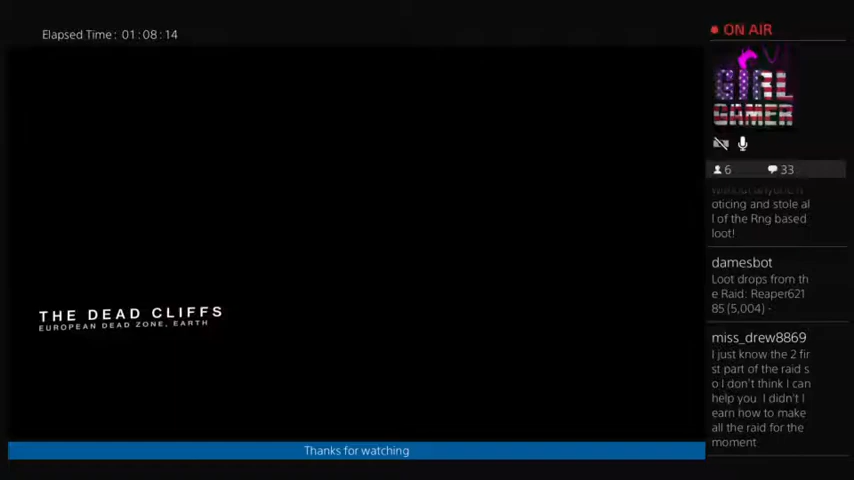 Elapsed Time: 01:08:14
ON AIR
GIRL
GAMER
6
33
oticing and stole al
l of the Rng based
loot!
damesbot
Loot drops from th
e Raid: Reaper621
85 (5,004) -
miss_drew8869
I just know the 2 fir
st part of the raid s
o I don't think I can
help you. I didn't l
earn how to make
all the raid for the
moment
THE DEAD CLIFFS
EUROPEAN DEAD ZONE, EARTH
Thanks for watching